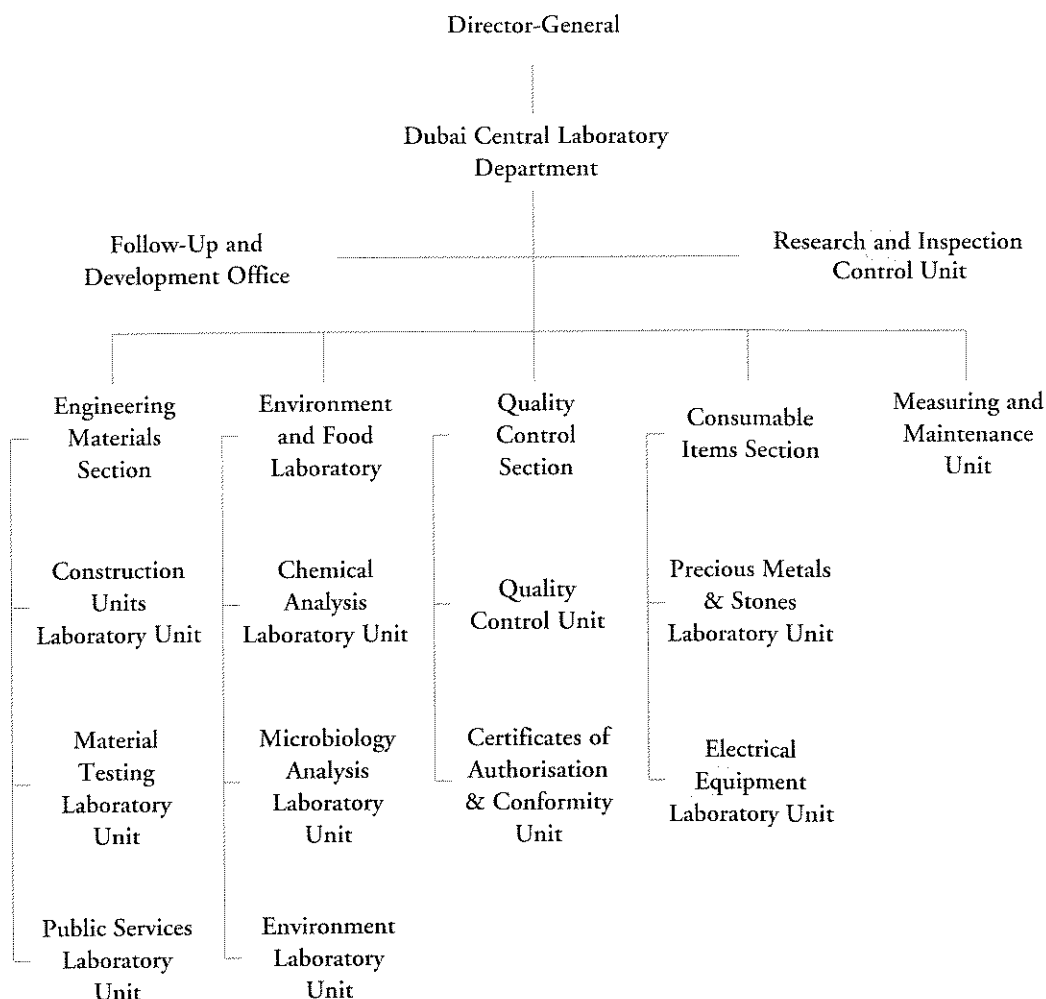 Director-General
Dubai Central Laboratory
Department
Follow-Up and
Development Office
Research and Inspection
Control Unit
Engineering
Materials
Section
Environment
and Food
Laboratory
Quality
Control
Section
Consumable
Items Section
Measuring and
Maintenance
Unit
Construction
Units
Laboratory Unit
Chemical
Analysis
Laboratory Unit
Quality
Control Unit
Precious Metals
& Stones
Laboratory Unit
Material
Testing
Laboratory
Unit
Microbiology
Analysis
Laboratory
Unit
Certificates of
Authorisation
& Conformity
Unit
Electrical
Equipment
Laboratory Unit
Public Services
Laboratory
Unit
Environment
Laboratory
Unit